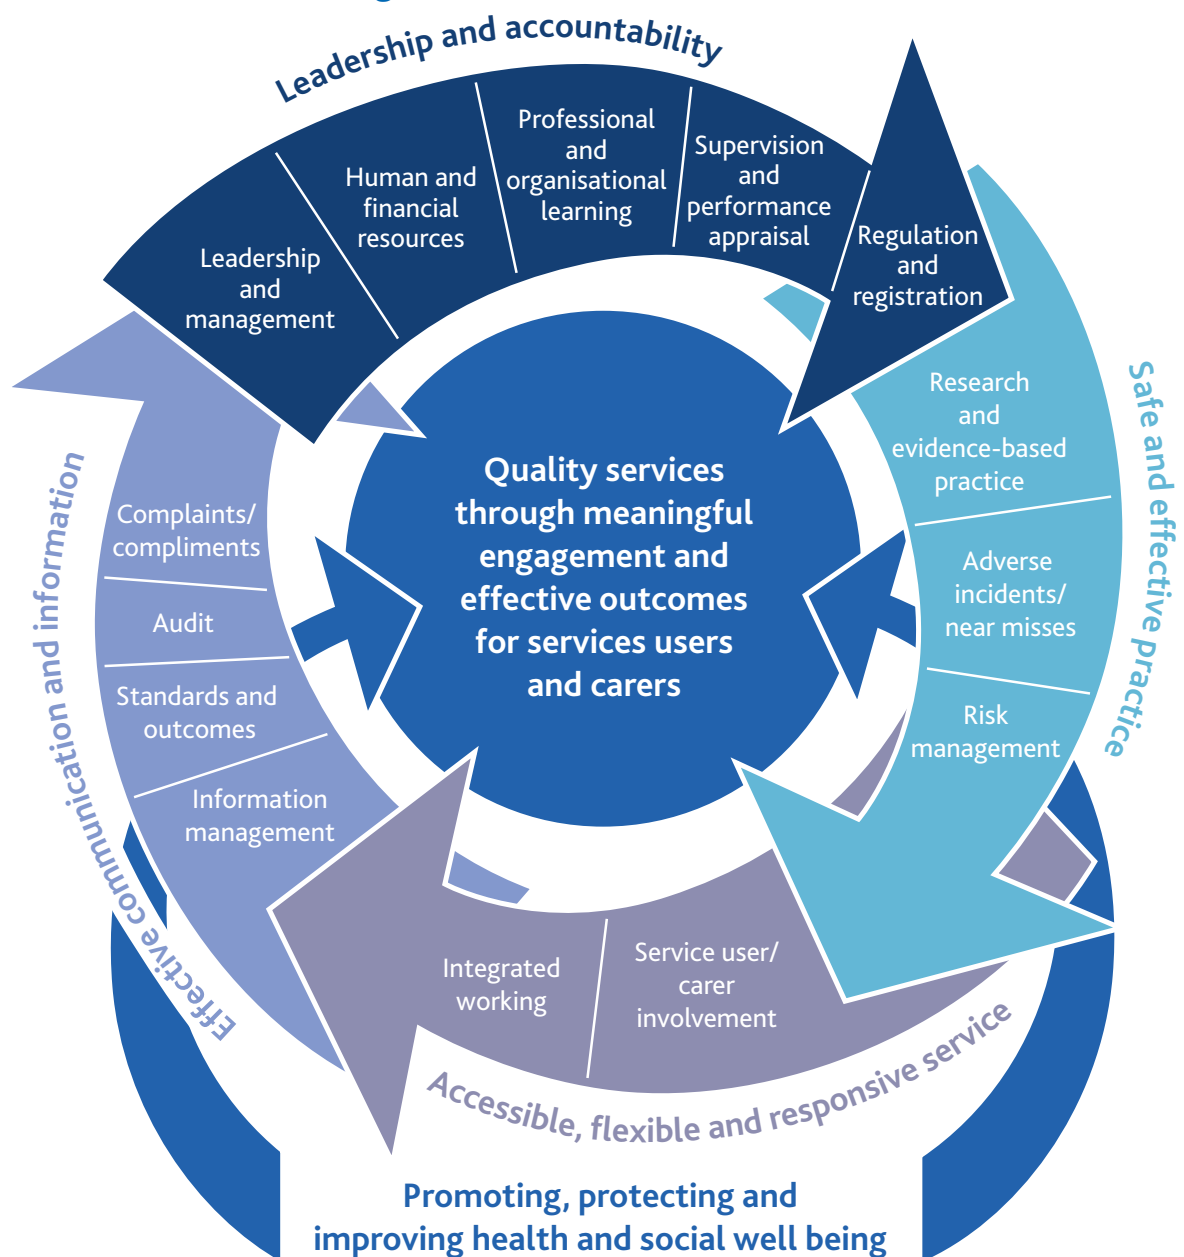 Leadership and accountability
Leadership
and
management
Human and
financial
resources
Professional
and
organisational
learning
Supervision
and
performance
appraisal
Regulation
and
registration
Safe and effective practice
Research
and
evidence-based
practice
Adverse
incidents/
near misses
Risk
management
Accessible, flexible and responsive service
Service user/
carer
involvement
Integrated
working
Effective communication and information
Information
management
Standards and
outcomes
Audit
Complaints/
compliments
Quality services
through meaningful
engagement and
effective outcomes
for services users
and carers
Promoting, protecting and
improving health and social well being